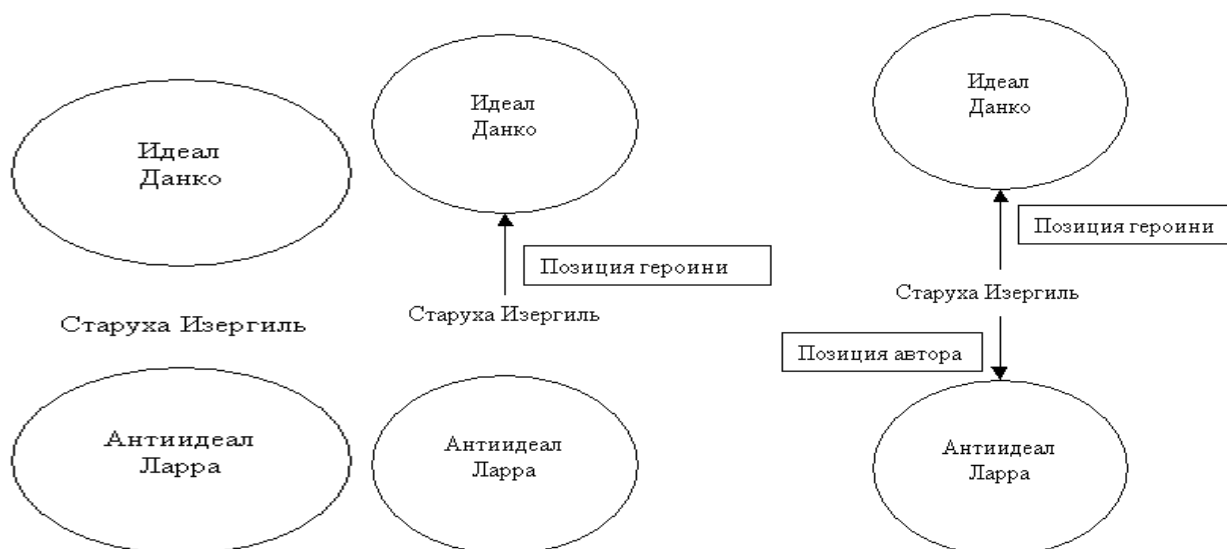 Идеал
Данко
Старуха Изергиль
Антиидеал
Ларра
Идеал
Данко
Позиция героини
Старуха Изергиль
Антиидеал
Ларра
Идеал
Данко
Позиция героини
Старуха Изергиль
Позиция автора
Антиидеал
Ларра